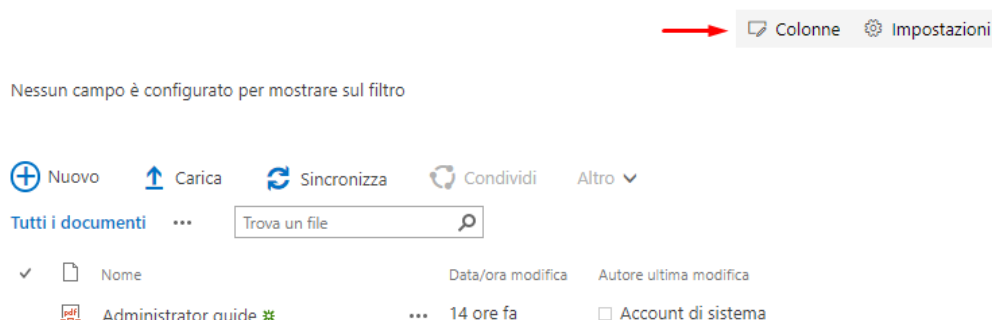 Colonne Impostazioni
Nessun campo è configurato per mostrare sul filtro
Nuovo Carica Sincronizza Condividi Altro
Tutti i documenti ... Trova un file
Nome Data/ora modifica Autore ultima modifica
pdf Administrator guide ... 14 ore fa Account di sistema